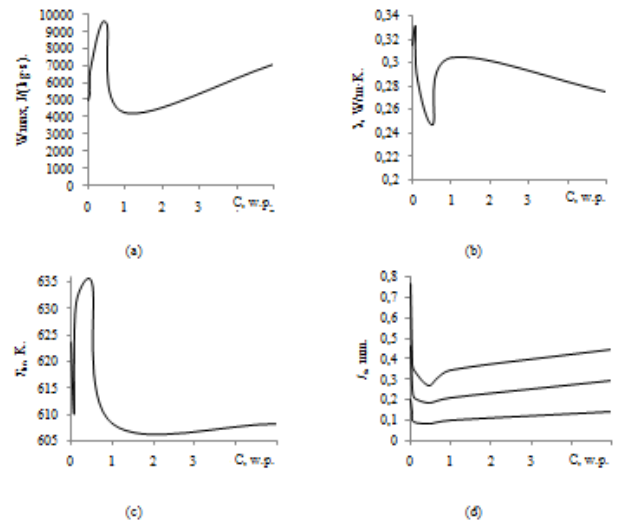 Wmax, J/(kg·s).
10000
9000
8000
7000
6000
5000
4000
3000
2000
1000
0
0 1 2 3
C, w.p.
(a)
λ, W/m·K.
0,34
0,32
0,3
0,28
0,26
0,24
0,22
0,2
0 1 2 3
C, w.p.
(b)
K.
635
630
625
620
615
610
605
0 1 2 3
C, w.p.
(c)
mm.
0,8
0,7
0,6
0,5
0,4
0,3
0,2
0,1
0
0 1 2 3
C, w.p.
(d)